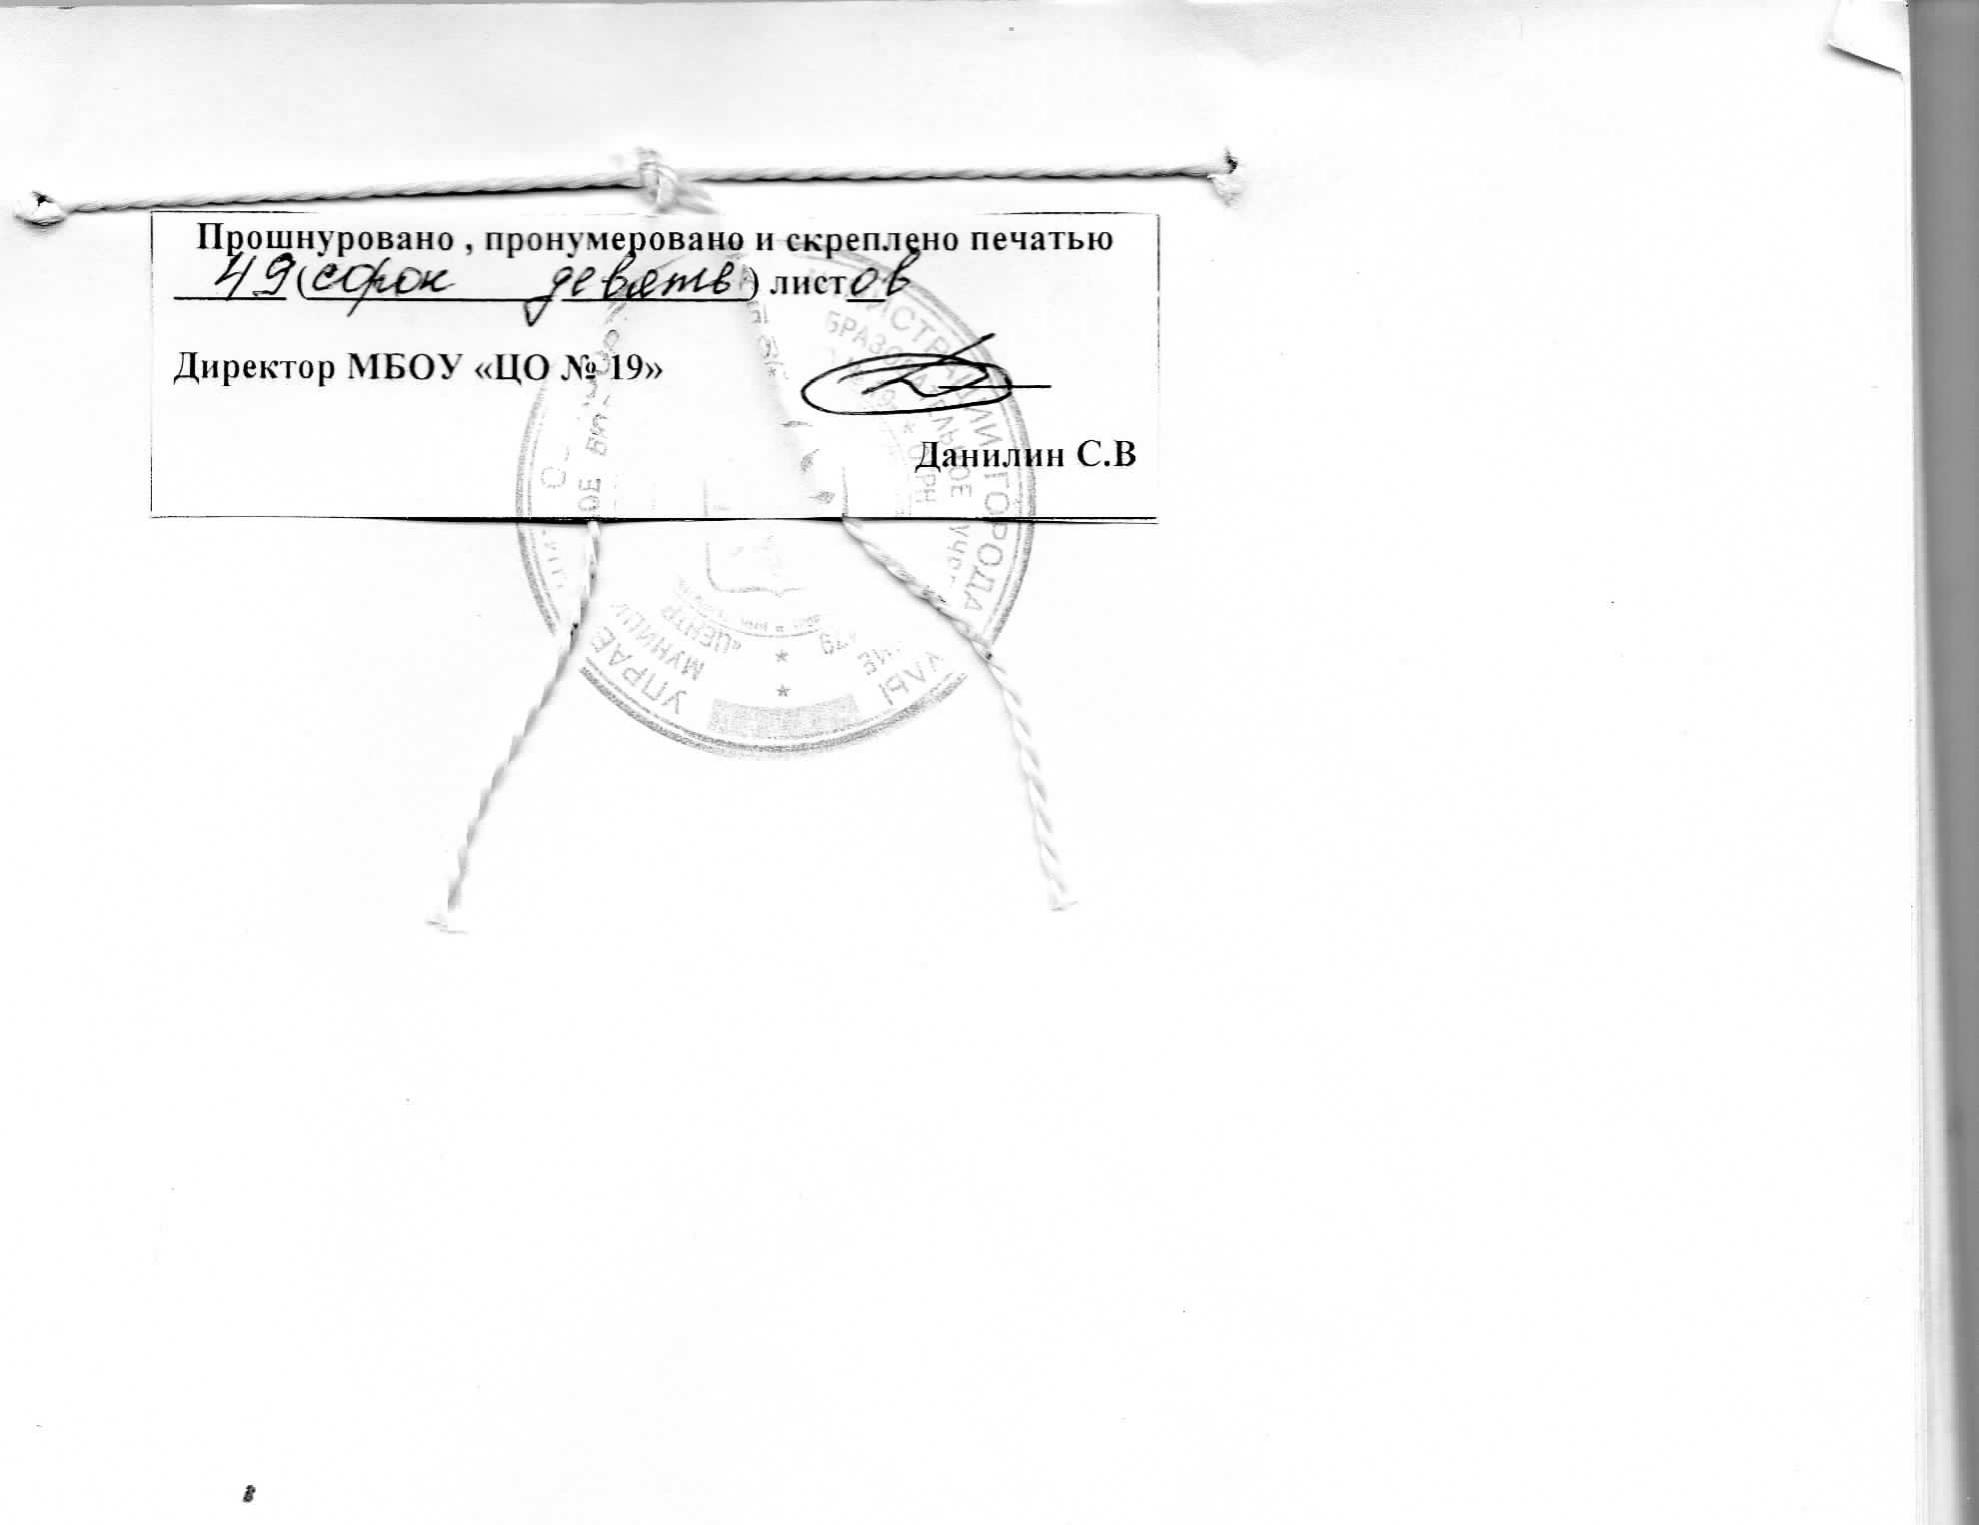 Прошнуровано , пронумеровано и скреплено печатью
49 (сорок девять) листов
Директор МБОУ «ЦО № 19»
Данилин С.В